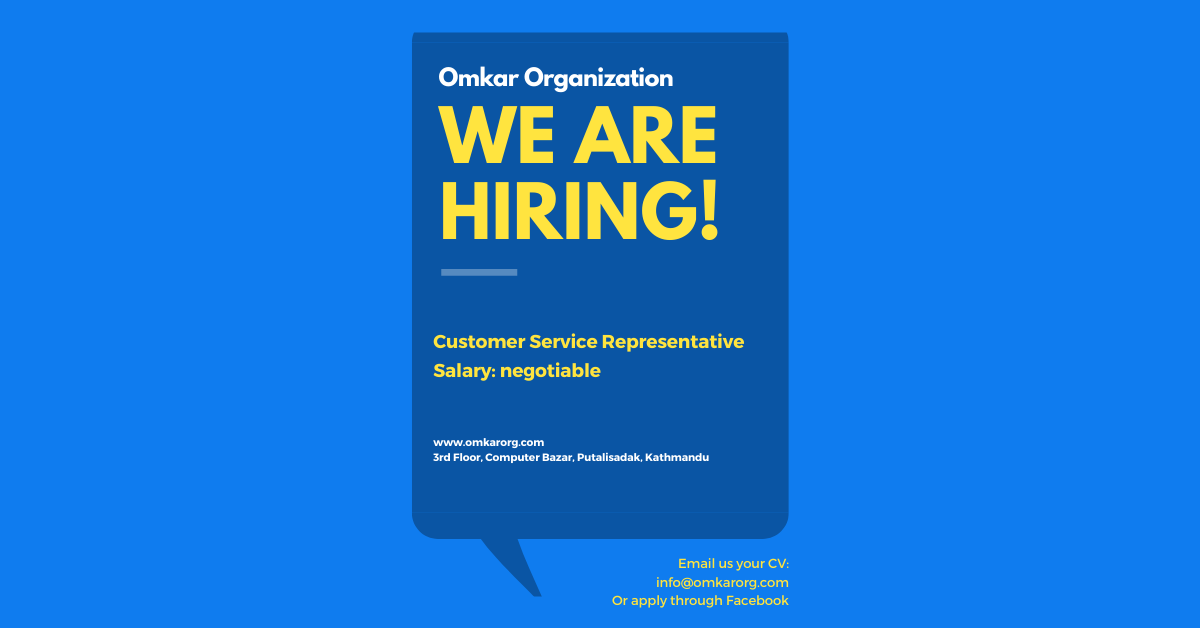 Omkar Organization
WE ARE
HIRING!
Customer Service Representative
Salary: negotiable
www.omkarorg.com
3rd Floor, Computer Bazar, Putalisadak, Kathmandu
Email us your CV:
info@omkarorg.com
Or apply through Facebook